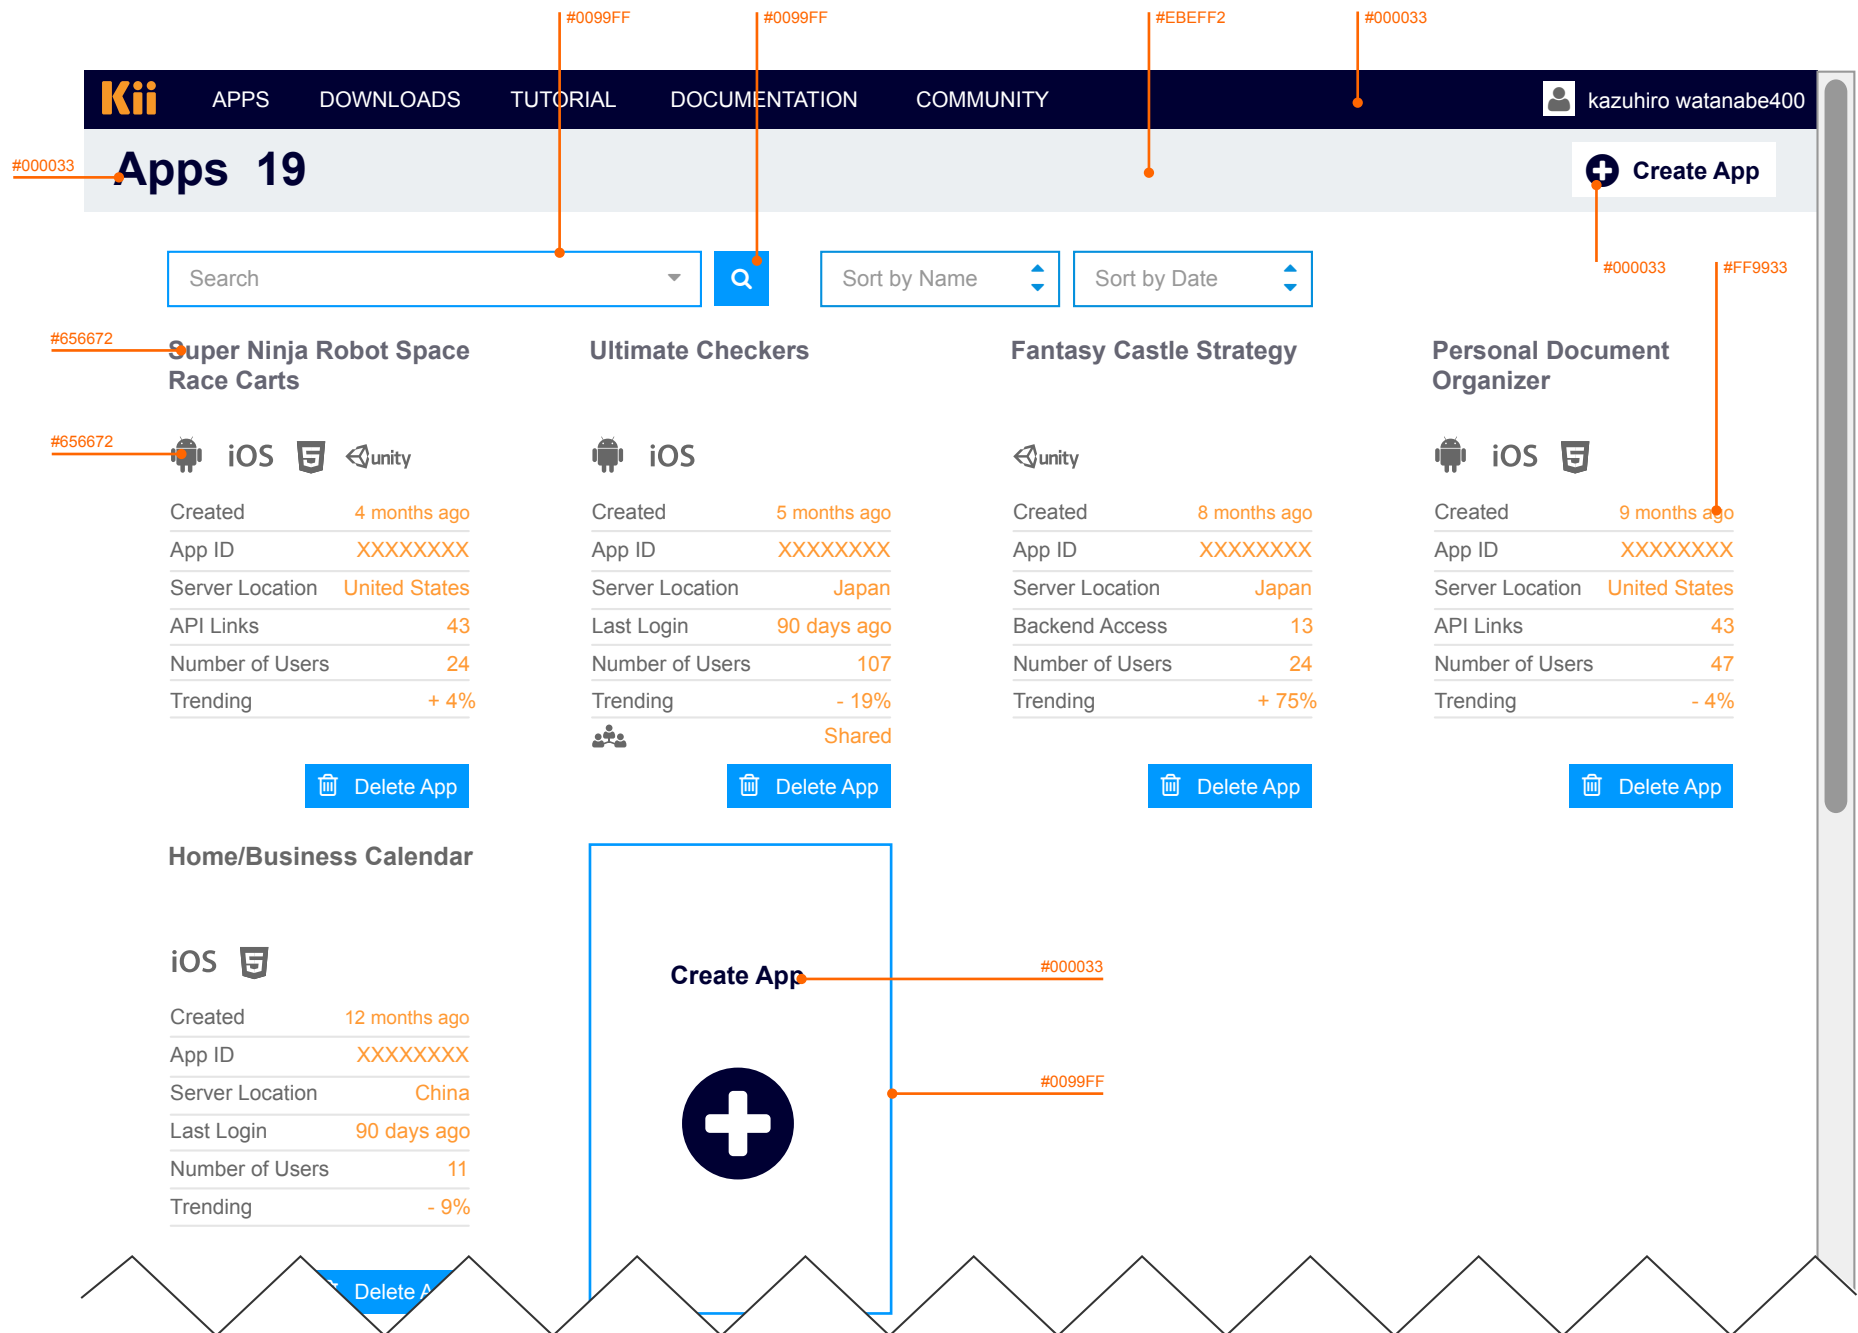 #0099FF #0099FF #EBEFF2 #000033
Kii APPS DOWNLOADS TUTORIAL DOCUMENTATION COMMUNITY kazuhiro watanabe400
#000033 Apps 19 Create App
#000033 #FF9933
Search Sort by Name Sort by Date
#656672
Super Ninja Robot Space
Race Carts
Ultimate Checkers
Fantasy Castle Strategy
Personal Document
Organizer
#656672
iOS 5 unity
iOS
unity
iOS 5
Created 4 months ago
App ID XXXXXXXX
Server Location United States
API Links 43
Number of Users 24
Trending + 4%
Delete App
Created 5 months ago
App ID XXXXXXXX
Server Location Japan
Last Login 90 days ago
Number of Users 107
Trending - 19%
Shared
Delete App
Created 8 months ago
App ID XXXXXXXX
Server Location Japan
Backend Access 13
Number of Users 24
Trending + 75%
Delete App
Created 9 months ago
App ID XXXXXXXX
Server Location United States
API Links 43
Number of Users 47
Trending - 4%
Delete App
Home/Business Calendar
iOS 5
Created 12 months ago
App ID XXXXXXXX
Server Location China
Last Login 90 days ago
Number of Users 11
Trending - 9%
Delete A
Create App
#000033
#0099FF